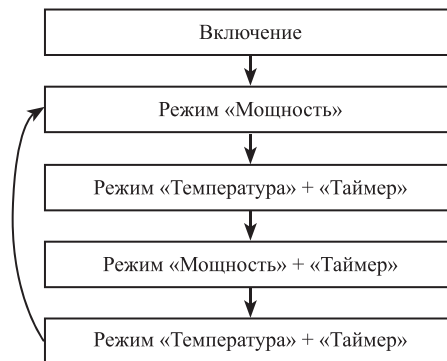 Включение
Режим «Мощность»
Режим «Температура» + «Таймер»
Режим «Мощность» + «Таймер»
Режим «Температура» + «Таймер»